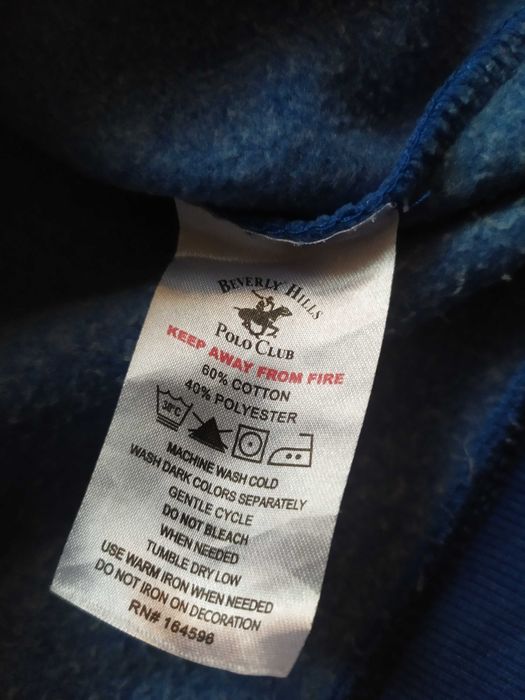 BEVERLY HILLS
POLO CLUB
KEEP AWAY FROM FIRE
60% COTTON
40% POLYESTER
30°C
MACHINE WASH COLD
WASH DARK COLORS SEPARATELY
GENTLE CYCLE
DO NOT BLEACH
WHEN NEEDED
TUMBLE DRY LOW
USE WARM IRON WHEN NEEDED
DO NOT IRON ON DECORATION
RN# 164596